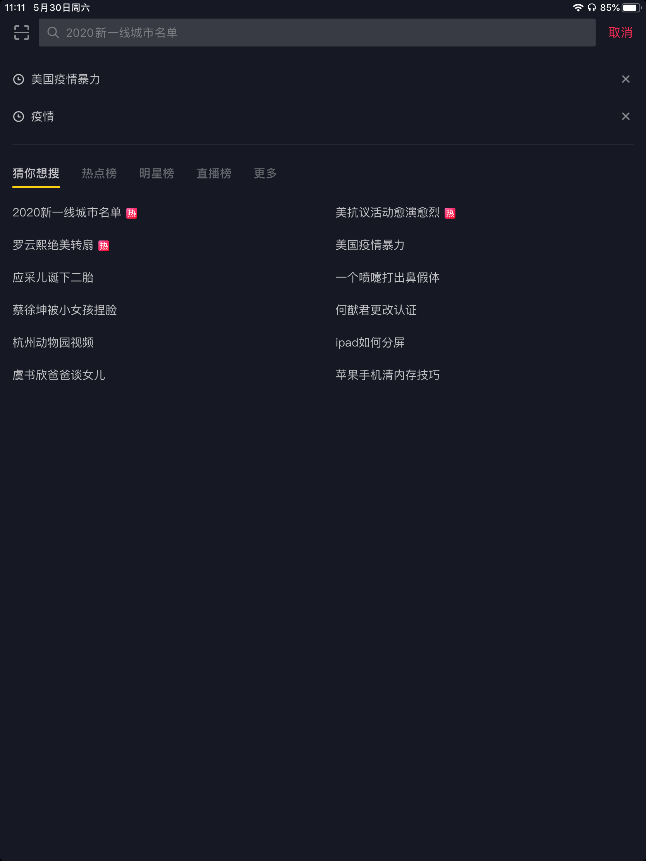 11:11 5月30日周六 85%
2020新一线城市名单 取消
美国疫情暴力
疫情
猜你想搜 热点榜 明星榜 直播榜 更多
2020新一线城市名单 热 美抗议活动愈演愈烈 热
罗云熙绝美转扇 热 美国疫情暴力
应采儿诞下二胎 一个喷嚏打出鼻假体
蔡徐坤被小女孩捏脸 何猷君更改认证
杭州动物园视频 ipad如何分屏
虞书欣爸爸谈女儿 苹果手机清内存技巧